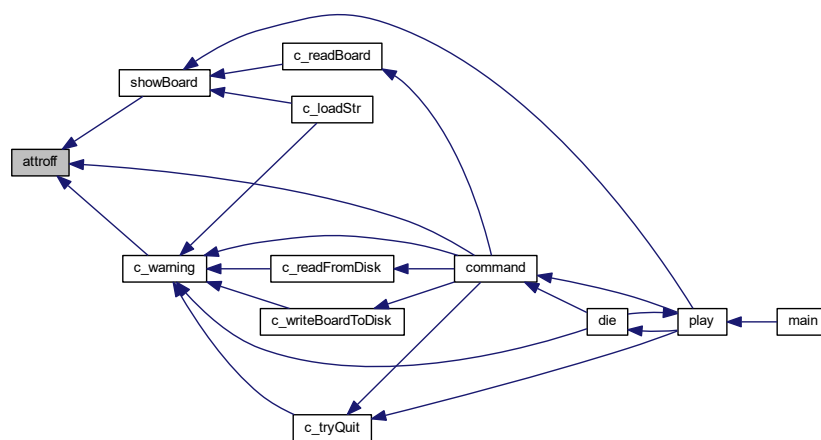 c_readBoard
showBoard
c_loadStr
attroff
c_warning
c_readFromDisk
command
c_writeBoardToDisk
die
play
main
c_tryQuit